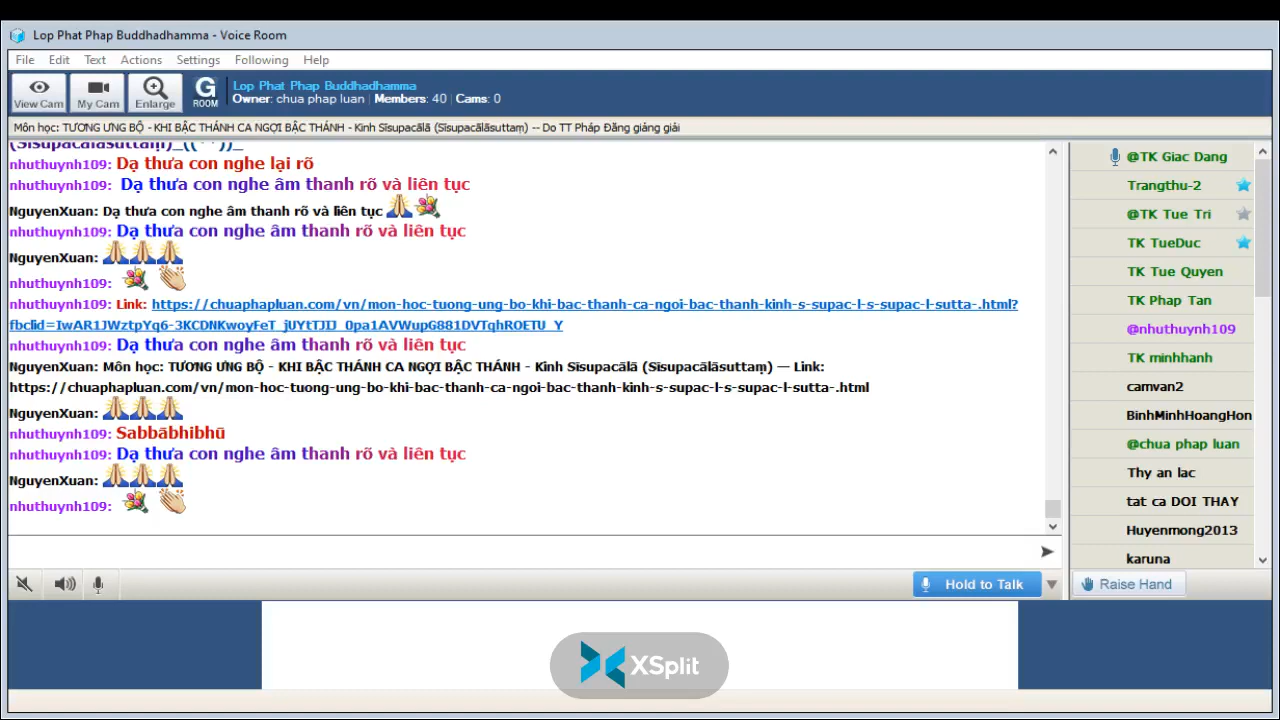 Lop Phat Phap Buddhadhamma - Voice Room
File Edit Text Actions Settings Following Help
View Cam My Cam Enlarge G ROOM
Lop Phat Phap Buddhadhamma
Owner: chua phap luan | Members: 40 | Cams: 0
Môn học: TƯƠNG ƯNG BỘ - KHI BẬC THÁNH CA NGỢI BẬC THÁNH - Kinh Sīsupacālā (Sīsupacālāsuttaṃ) -- Do TT Pháp Đăng giảng giải
(Sīsupacālāsuttaṃ)_((^^))_
nhuthuynh109: Dạ thưa con nghe lại rõ
nhuthuynh109: Dạ thưa con nghe âm thanh rõ và liên tục
NguyenXuan: Dạ thưa con nghe âm thanh rõ và liên tục
nhuthuynh109: Dạ thưa con nghe âm thanh rõ và liên tục
NguyenXuan:
nhuthuynh109:
nhuthuynh109: Link: https://chuaphapluan.com/vn/mon-hoc-tuong-ung-bo-khi-bac-thanh-ca-ngoi-bac-thanh-kinh-s-supac-l-s-supac-l-sutta-.html?
fbclid=IwAR1JWztpYq6-3KCDNKwoyFeT_jUYtTJIJ_0pa1AVWupG881DVTqhROETU_Y
nhuthuynh109: Dạ thưa con nghe âm thanh rõ và liên tục
NguyenXuan: Môn học: TƯƠNG ƯNG BỘ - KHI BẬC THÁNH CA NGỢI BẬC THÁNH - Kinh Sīsupacālā (Sīsupacālāsuttaṃ) — Link:
https://chuaphapluan.com/vn/mon-hoc-tuong-ung-bo-khi-bac-thanh-ca-ngoi-bac-thanh-kinh-s-supac-l-s-supac-l-sutta-.html
NguyenXuan:
nhuthuynh109: Sabbābhibhū
nhuthuynh109: Dạ thưa con nghe âm thanh rõ và liên tục
NguyenXuan:
nhuthuynh109:
@TK Giac Dang
Trangthu-2
@TK Tue Tri
TK TueDuc
TK Tue Quyen
TK Phap Tan
@nhuthuynh109
TK minhhanh
camvan2
BinhMinhHoangHon
@chua phap luan
Thy an lac
tat ca DOI THAY
Huyenmong2013
karuna
Hold to Talk
Raise Hand
XSplit